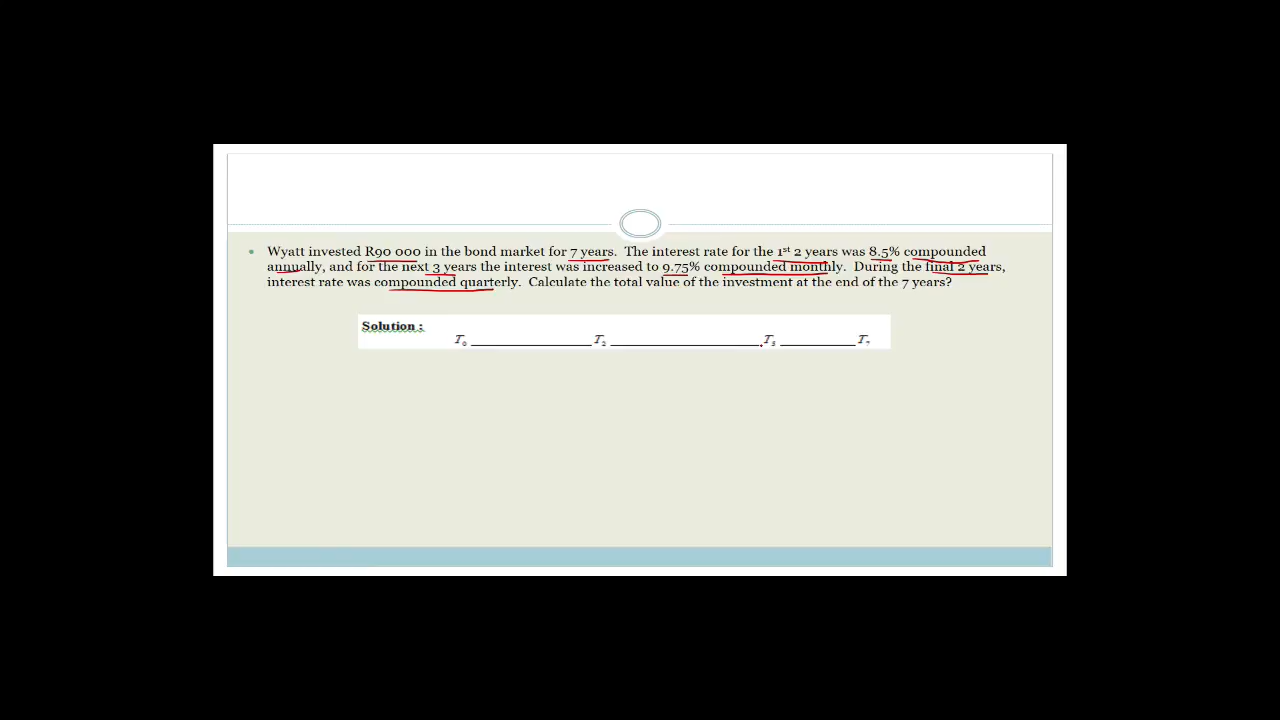 Wyatt invested R90 000 in the bond market for 7 years. The interest rate for the 1st 2 years was 8.5% compounded
annually, and for the next 3 years the interest was increased to 9.75% compounded monthly. During the final 2 years,
interest rate was compounded quarterly. Calculate the total value of the investment at the end of the 7 years?
Solution :
T₀ T₂ T₅ T₇